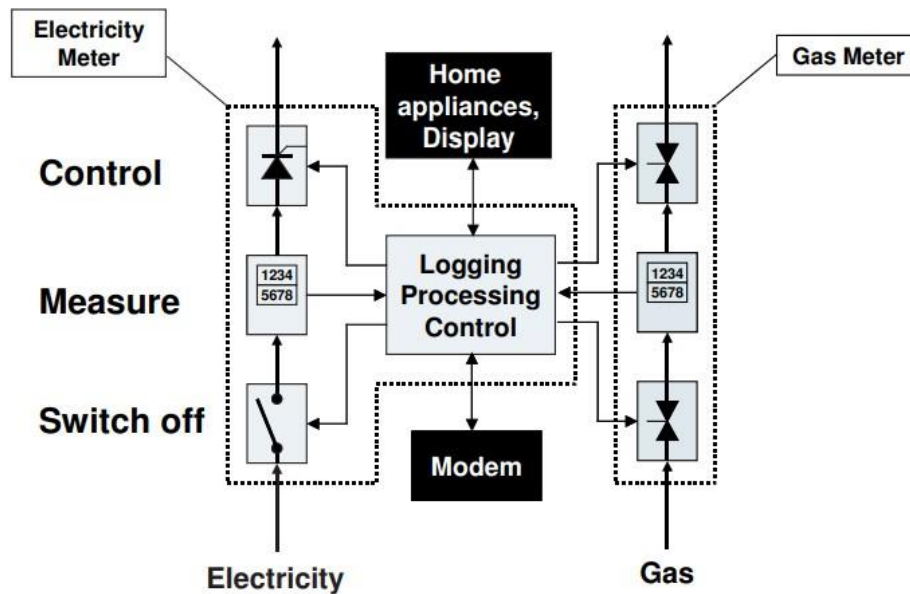 Electricity
Meter
Gas Meter
Home
appliances,
Display
Control
Logging
Processing
Control
Measure
1234
5678
1234
5678
Switch off
Modem
Electricity
Gas